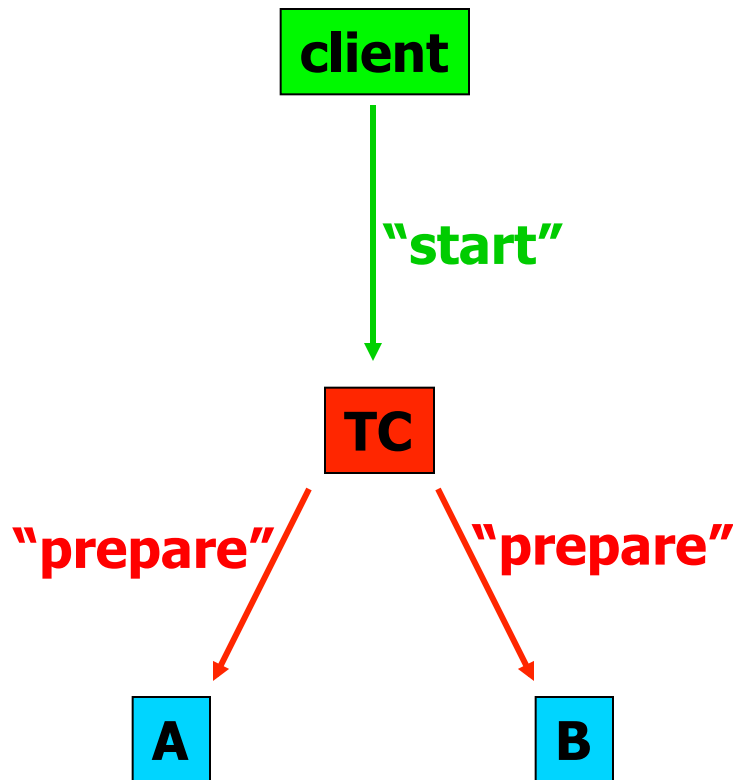 client
“start”
TC
“prepare”
“prepare”
A
B